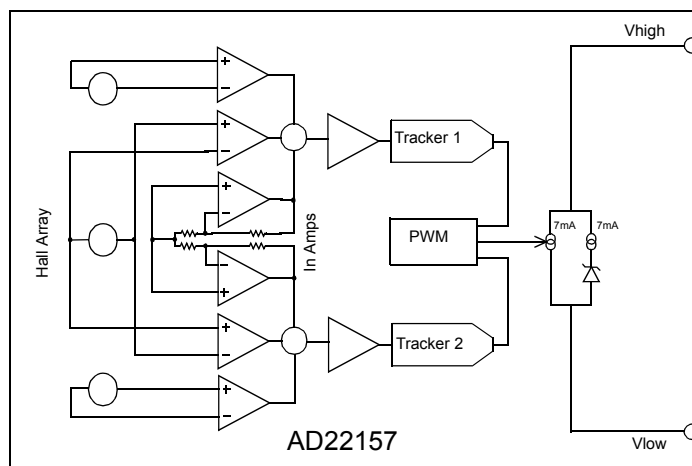 Vhigh
+
−
+
−
Tracker 1
+
−
Hall Array
In Amps
PWM
7mA
7mA
−
+
+
−
Tracker 2
+
−
AD22157
Vlow